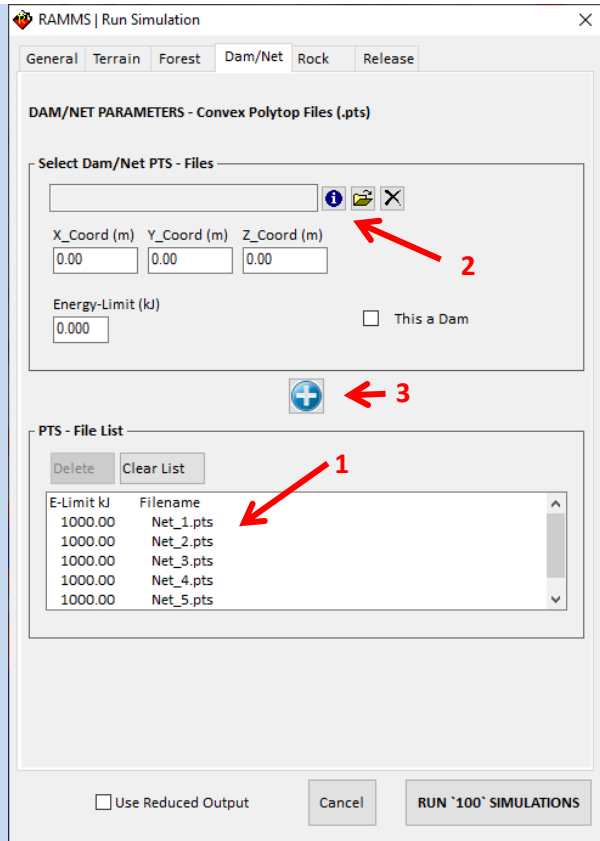 RAMMS | Run Simulation
General Terrain Forest Dam/Net Rock Release
DAM/NET PARAMETERS - Convex Polytop Files (.pts)
Select Dam/Net PTS - Files
X_Coord (m) Y_Coord (m) Z_Coord (m)
0.00 0.00 0.00
2
Energy-Limit (kJ)
0.000
This a Dam
3
PTS - File List
Delete Clear List
1
E-Limit kJ Filename
1000.00 Net_1.pts
1000.00 Net_2.pts
1000.00 Net_3.pts
1000.00 Net_4.pts
1000.00 Net_5.pts
Use Reduced Output Cancel RUN `100` SIMULATIONS